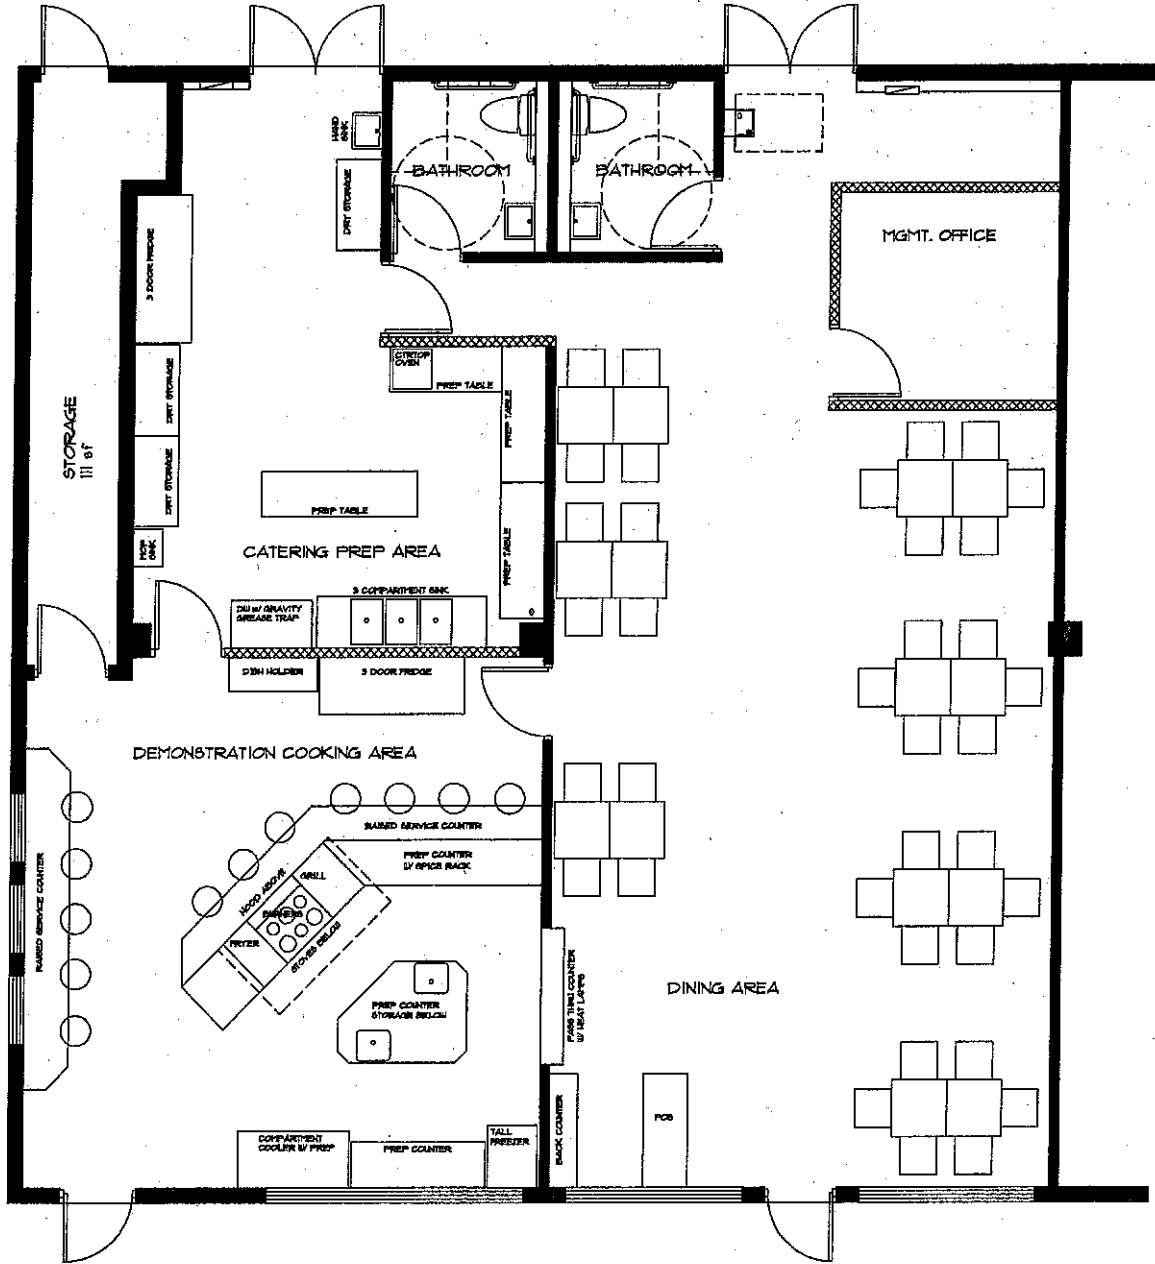 HAND
SINK
BATHROOM
BATHROOM
DRY STORAGE
MGMT. OFFICE
3 DOOR FRIDGE
CTRTOP
OVEN
PREP TABLE
PREP TABLE
DRY STORAGE
STORAGE
111 sf
DRY STORAGE
PREP TABLE
PREP TABLE
MOP
SINK
CATERING PREP AREA
3 COMPARTMENT SINK
DW W/ GRAVITY
GREASE TRAP
DISH HOLDER
3 DOOR FRIDGE
DEMONSTRATION COOKING AREA
RAISED SERVICE COUNTER
PREP COUNTER
W/ SPICE RACK
HOOD ABOVE
GRILL
BURNERS
FRYER
STOVES BELOW
RAISED SERVICE COUNTER
PREP COUNTER
STORAGE BELOW
PASS THRU COUNTER
W/ HEAT LAMPS
DINING AREA
BACK COUNTER
POS
COMPARTMENT
COOLER W/ PREP
PREP COUNTER
TALL
FREEZER